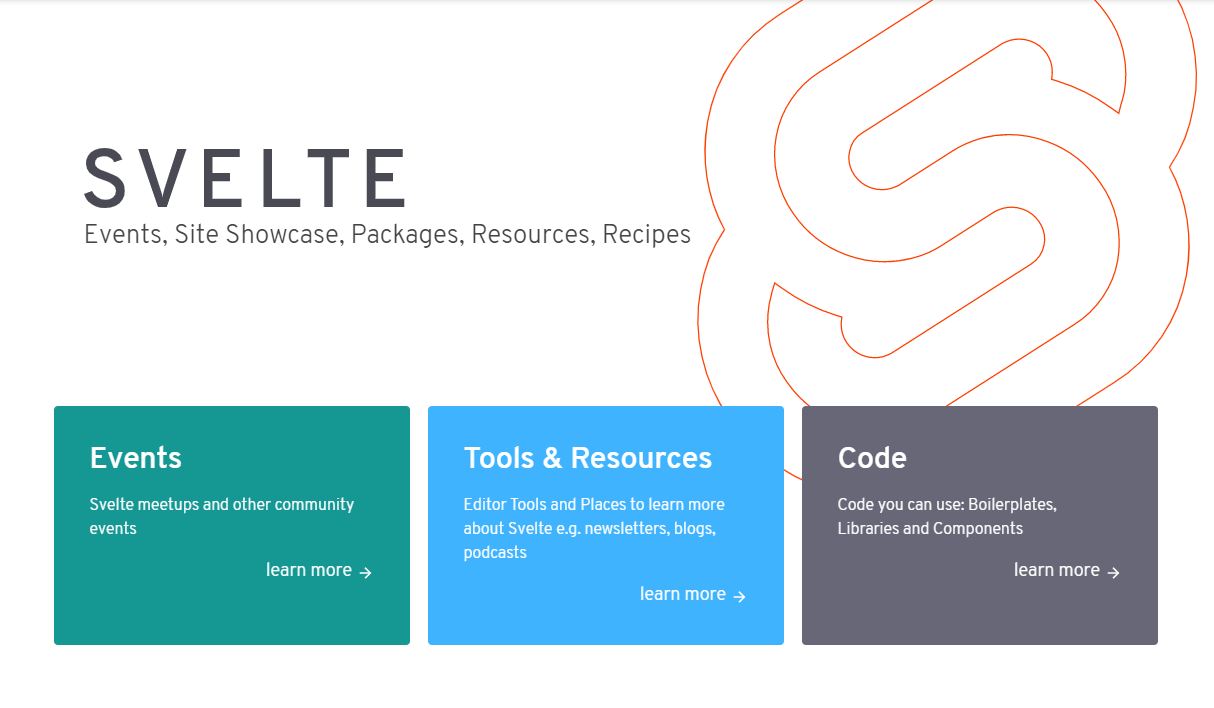 SVELTE
Events, Site Showcase, Packages, Resources, Recipes
Events
Svelte meetups and other community
events
learn more →
Tools & Resources
Editor Tools and Places to learn more
about Svelte e.g. newsletters, blogs,
podcasts
learn more →
Code
Code you can use: Boilerplates,
Libraries and Components
learn more →